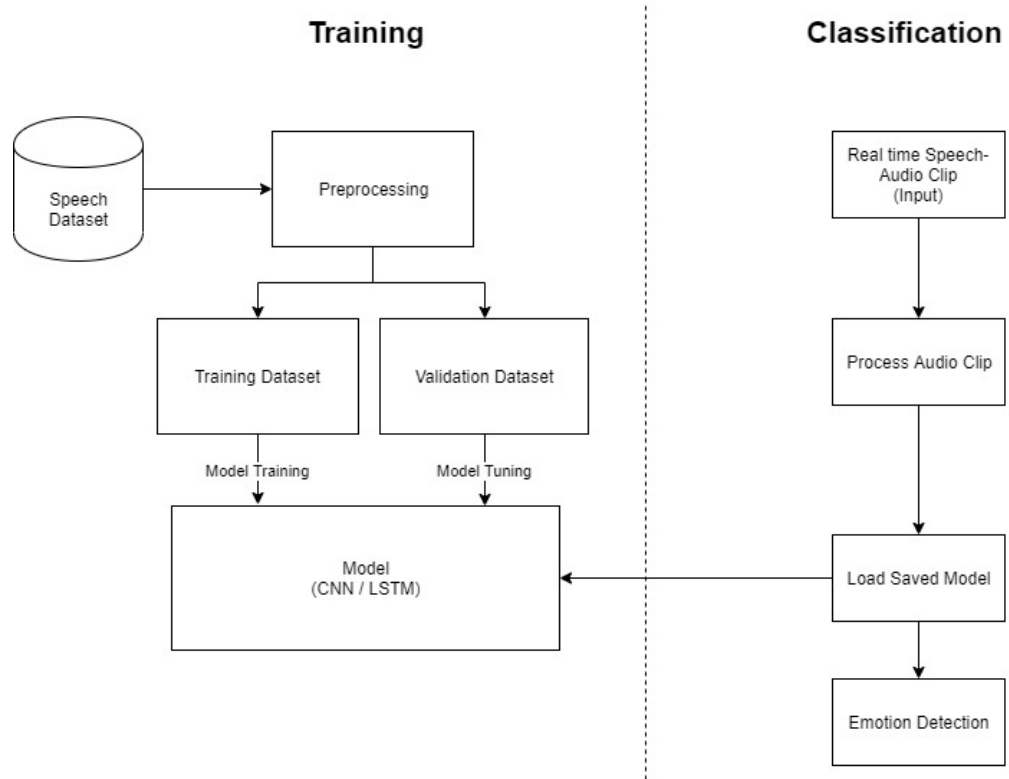 Training
Classification
Speech
Dataset
Preprocessing
Training Dataset
Validation Dataset
Model Training
Model Tuning
Model
(CNN / LSTM)
Real time Speech-
Audio Clip
(Input)
Process Audio Clip
Load Saved Model
Emotion Detection